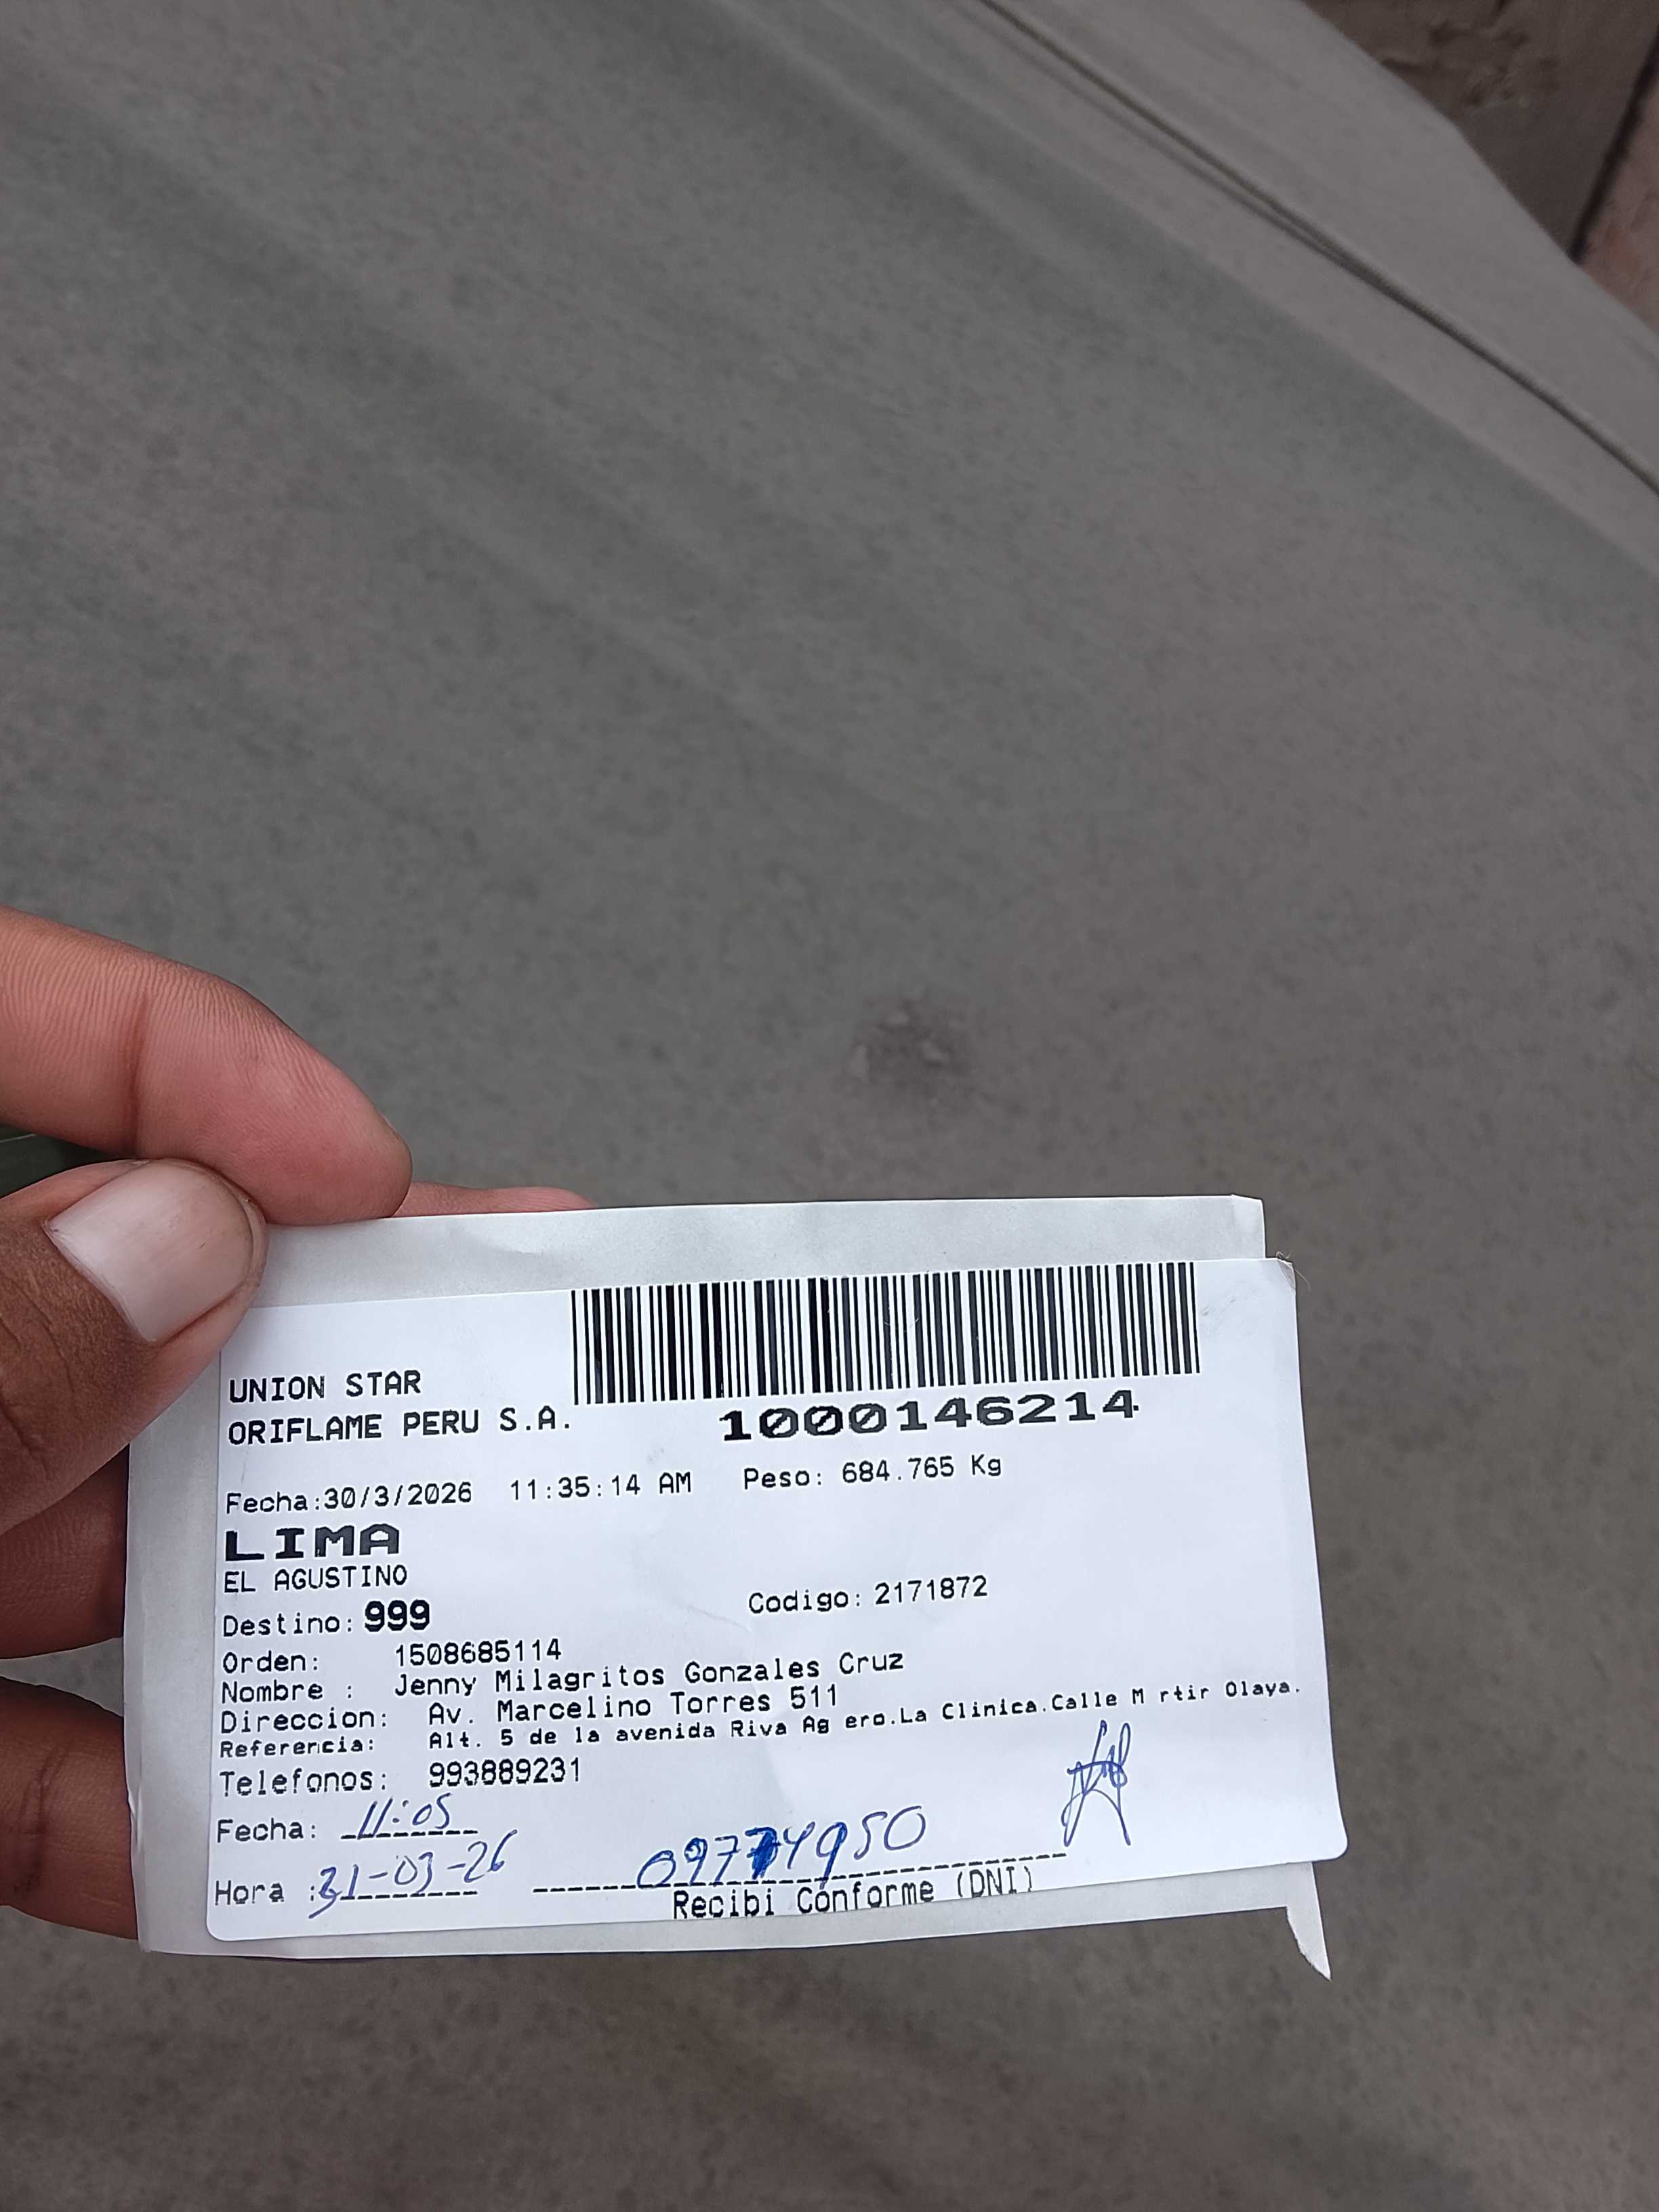 UNION STAR
ORIFLAME PERU S.A.
1000146214
Fecha:30/3/2026 11:35:14 AM Peso: 684.765 Kg
LIMA
EL AGUSTINO
Destino: 999 Codigo: 2171872
Orden: 1508685114
Nombre : Jenny Milagritos Gonzales Cruz
Direccion: Av. Marcelino Torres 511
Referencia: Alt. 5 de la avenida Riva Ag ero.La Clinica.Calle M rtir Olaya.
Telefonos: 993889231
Fecha: 11:05
Hora : 31-03-26
Recibi Conforme (DNI)